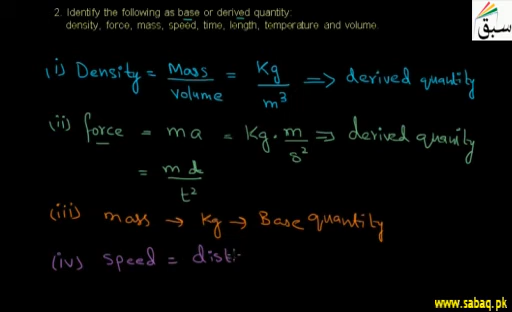 2. Identify the following as base or derived quantity:
density, force, mass, speed, time, length, temperature and volume.
سبق
(i) Density = Mass / Volume = Kg / m³ => derived quantity
(ii) force = ma = Kg · m / s² => derived quantity
= md / t²
(iii) mass → Kg → Base quantity
(iv) speed = dist
www.sabaq.pk